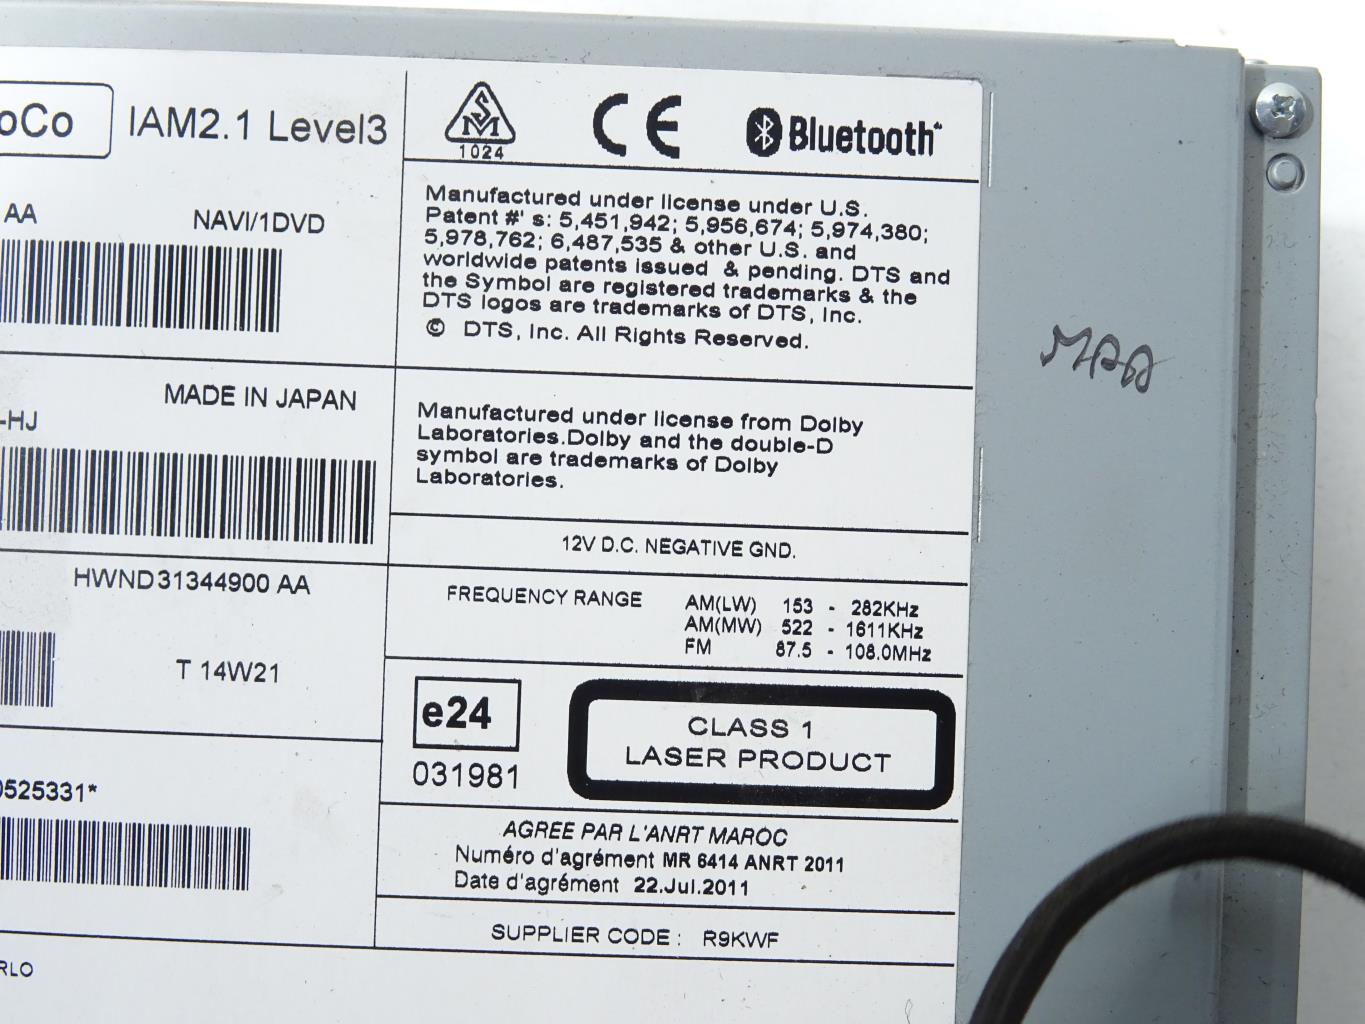 oCo
IAM2.1 Level3
SM
1024
CE
Bluetooth
AA
NAVI/1DVD
Manufactured under license under U.S.
Patent #' s: 5,451,942; 5,956,674; 5,974,380;
5,978,762; 6,487,535 & other U.S. and
worldwide patents issued & pending. DTS and
the Symbol are registered trademarks & the
DTS logos are trademarks of DTS, Inc.
© DTS, Inc. All Rights Reserved.
MADE IN JAPAN
-HJ
Manufactured under license from Dolby
Laboratories.Dolby and the double-D
symbol are trademarks of Dolby
Laboratories.
12V D.C. NEGATIVE GND.
HWND31344900 AA
FREQUENCY RANGE
AM(LW) 153 - 282KHz
AM(MW) 522 - 1611KHz
FM 87.5 - 108.0MHz
T 14W21
e24
031981
CLASS 1
LASER PRODUCT
0525331*
AGREE PAR L'ANRT MAROC
Numéro d'agrément MR 6414 ANRT 2011
Date d'agrément 22.Jul.2011
SUPPLIER CODE : R9KWF
RLO